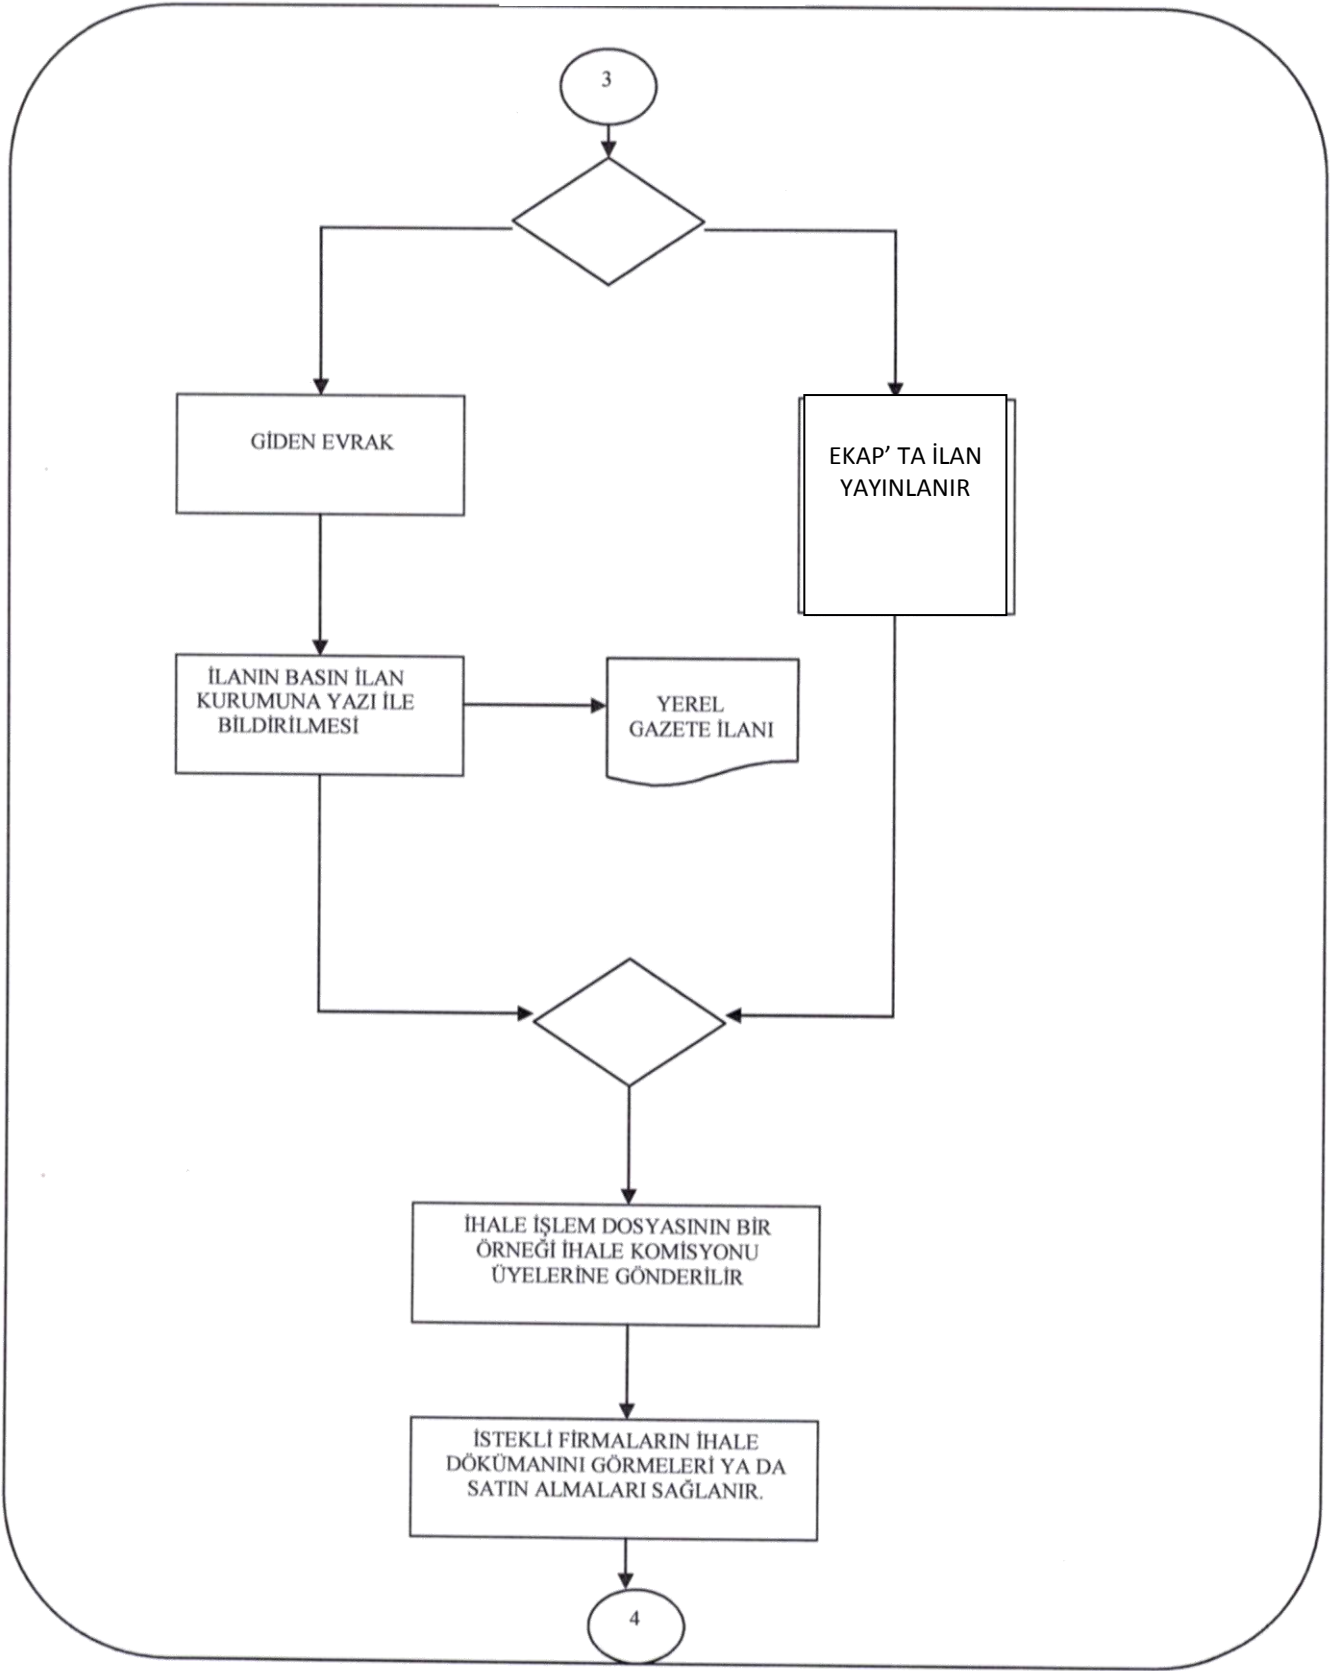 3
GİDEN EVRAK
EKAP’ TA İLAN
YAYINLANIR
İLANIN BASIN İLAN
KURUMUNA YAZI İLE
BİLDİRİLMESİ
YEREL
GAZETE İLANI
İHALE İŞLEM DOSYASININ BİR
ÖRNEĞİ İHALE KOMİSYONU
ÜYELERİNE GÖNDERİLİR
İSTEKLİ FİRMALARIN İHALE
DÖKÜMANINI GÖRMELERİ YA DA
SATIN ALMALARI SAĞLANIR.
4